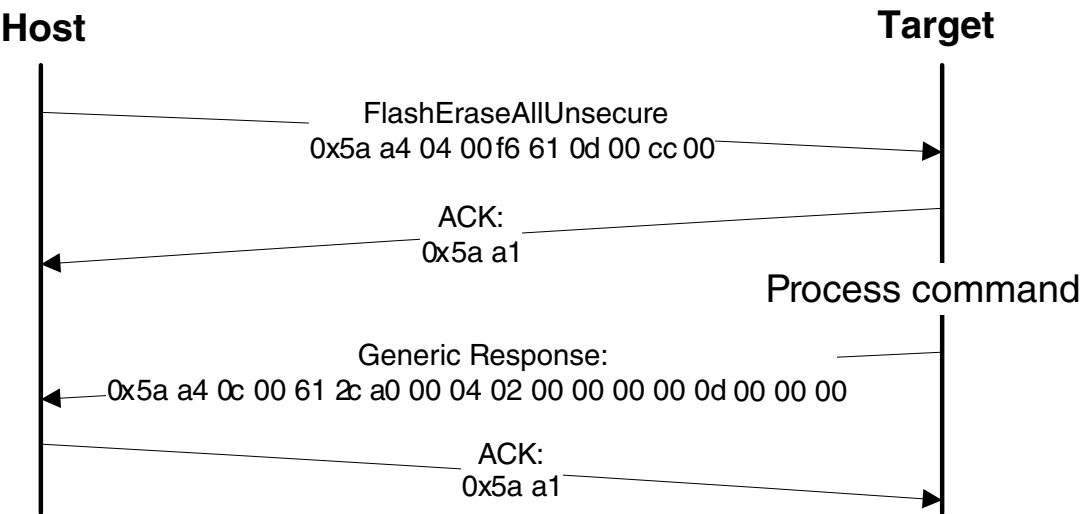 Host
Target
FlashEraseAllUnsecure
0x5a a4 04 00 f6 61 0d 00 cc 00
ACK:
0x5a a1
Process command
Generic Response:
0x5a a4 0c 00 61 2c a0 00 04 02 00 00 00 00 0d 00 00 00
ACK:
0x5a a1